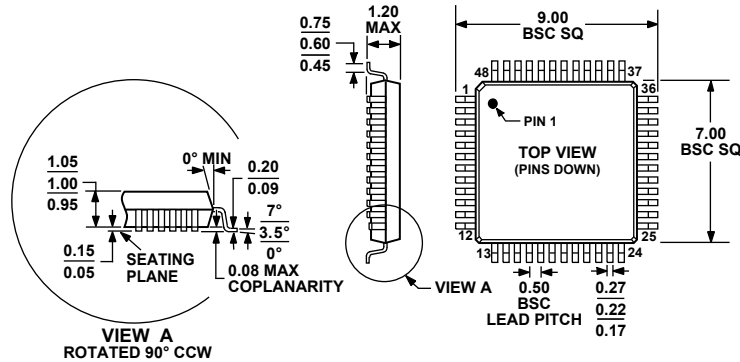 0.75
0.60
0.45
1.20
MAX
9.00
BSC SQ
48
37
1
36
PIN 1
TOP VIEW
(PINS DOWN)
7.00
BSC SQ
12
25
13
24
0.50
BSC
LEAD PITCH
0.27
0.22
0.17
VIEW A
1.05
1.00
0.95
0° MIN
0.20
0.09
7°
3.5°
0°
0.15
0.05
SEATING
PLANE
0.08 MAX
COPLANARITY
VIEW A
ROTATED 90° CCW